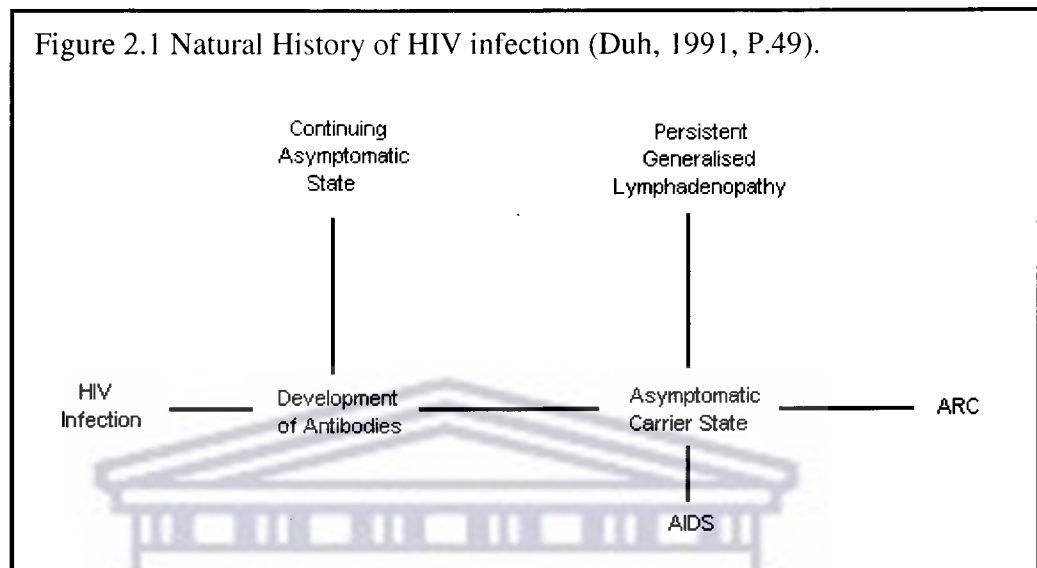 Figure 2.1 Natural History of HIV infection (Duh, 1991, P.49).
Continuing
Asymptomatic
State
Persistent
Generalised
Lymphadenopathy
HIV
Infection
Development
of Antibodies
Asymptomatic
Carrier State
ARC
AIDS